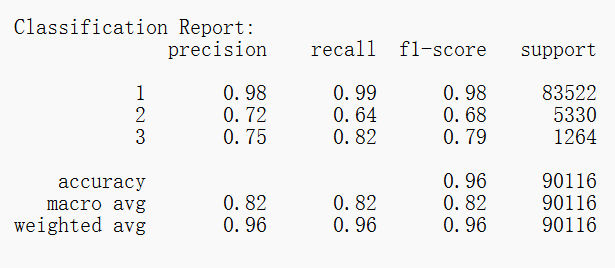 Classification Report:
precision recall f1-score support
1 0.98 0.99 0.98 83522
2 0.72 0.64 0.68 5330
3 0.75 0.82 0.79 1264
accuracy 0.96 90116
macro avg 0.82 0.82 0.82 90116
weighted avg 0.96 0.96 0.96 90116